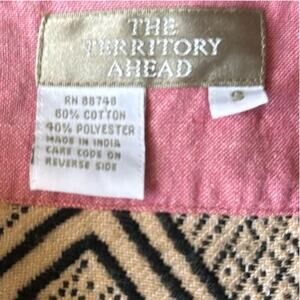 THE
TERRITORY
AHEAD
RN 88748
60% COTTON
40% POLYESTER
MADE IN INDIA
CARE CODE ON
REVERSE SIDE